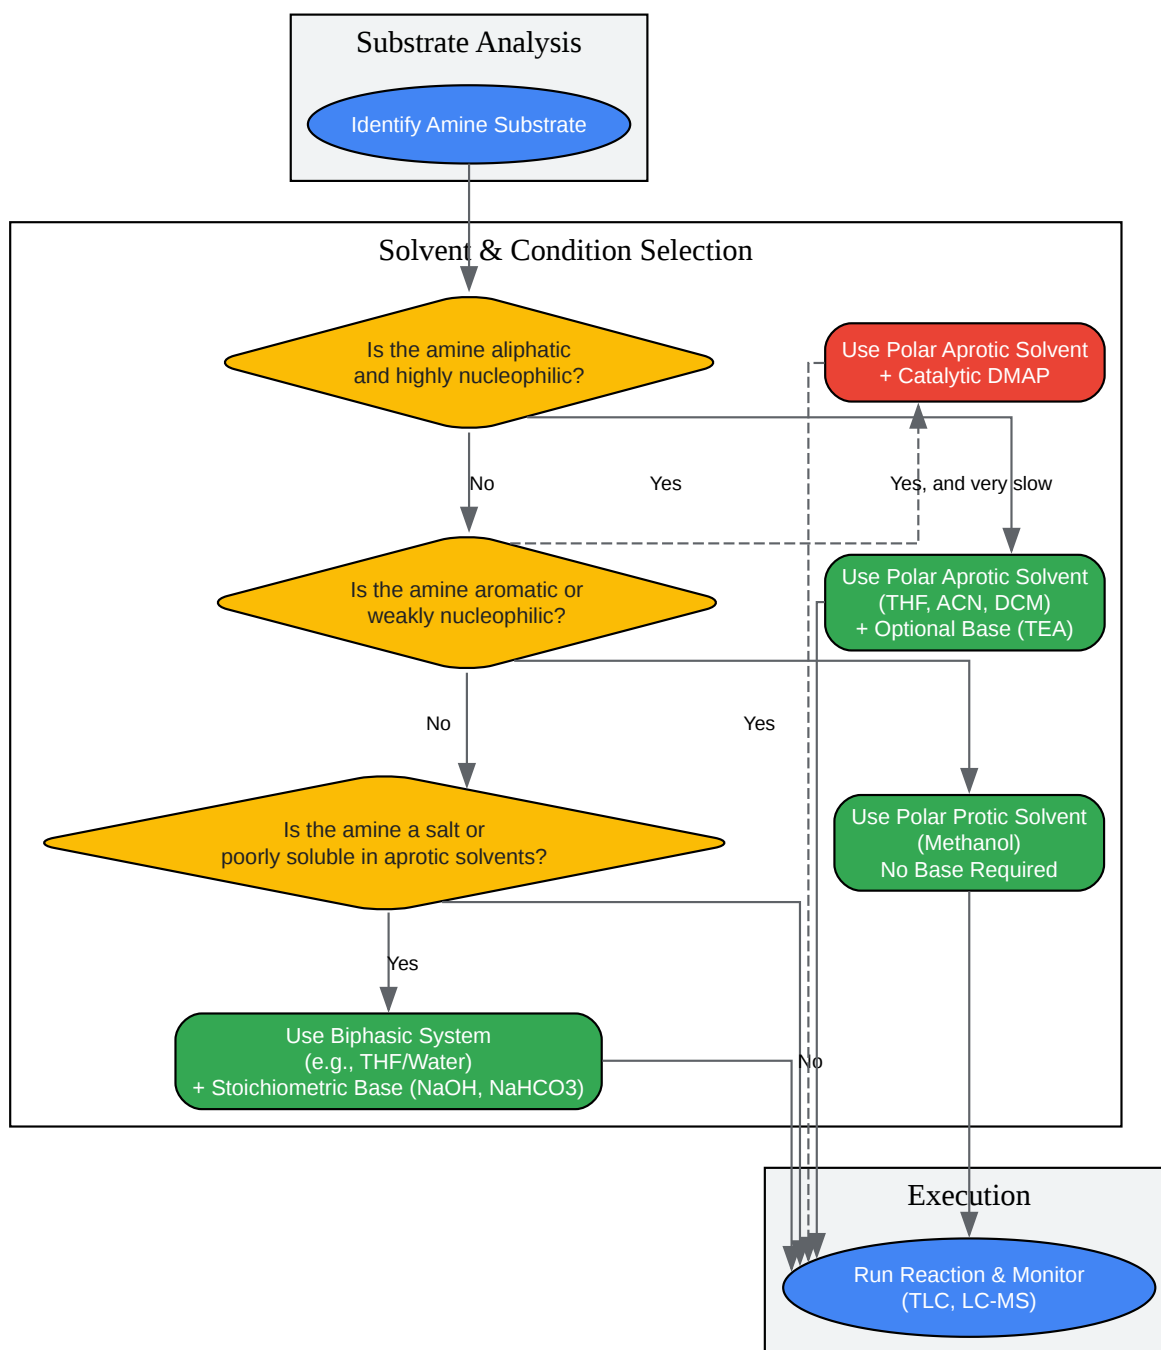 Substrate Analysis
Identify Amine Substrate
Solvent & Condition Selection
Is the amine aliphatic
and highly nucleophilic?
Use Polar Aprotic Solvent
+ Catalytic DMAP
No
Yes
Yes, and very slow
Is the amine aromatic or
weakly nucleophilic?
Use Polar Aprotic Solvent
(THF, ACN, DCM)
+ Optional Base (TEA)
No
Yes
Is the amine a salt or
poorly soluble in aprotic solvents?
Use Polar Protic Solvent
(Methanol)
No Base Required
Yes
Use Biphasic System
(e.g., THF/Water)
+ Stoichiometric Base (NaOH, NaHCO3)
No
Execution
Run Reaction & Monitor
(TLC, LC-MS)